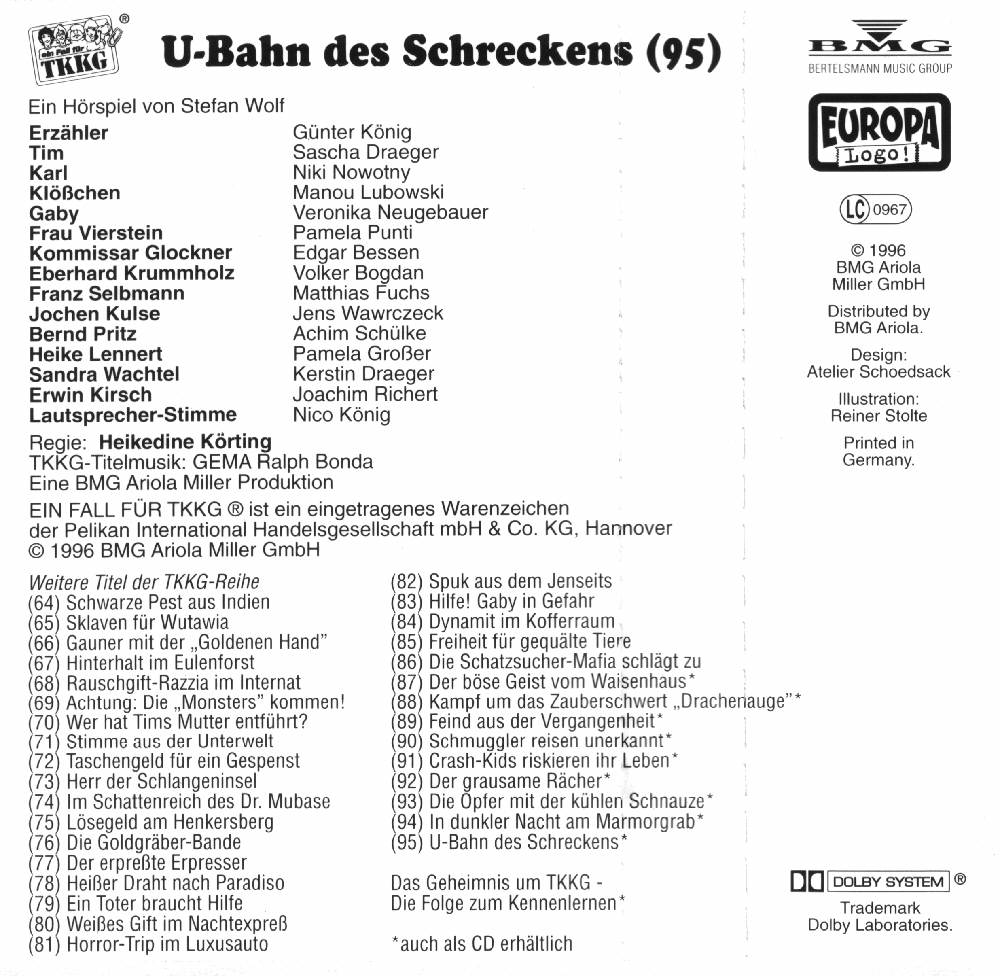 ein Fall für
TKKG
®
U-Bahn des Schreckens (95)
Ein Hörspiel von Stefan Wolf
Erzähler Günter König
Tim Sascha Draeger
Karl Niki Nowotny
Klößchen Manou Lubowski
Gaby Veronika Neugebauer
Frau Vierstein Pamela Punti
Kommissar Glockner Edgar Bessen
Eberhard Krummholz Volker Bogdan
Franz Selbmann Matthias Fuchs
Jochen Kulse Jens Wawrczeck
Bernd Pritz Achim Schülke
Heike Lennert Pamela Großer
Sandra Wachtel Kerstin Draeger
Erwin Kirsch Joachim Richert
Lautsprecher-Stimme Nico König
Regie: Heikedine Körting
TKKG-Titelmusik: GEMA Ralph Bonda
Eine BMG Ariola Miller Produktion
EIN FALL FÜR TKKG ® ist ein eingetragenes Warenzeichen
der Pelikan International Handelsgesellschaft mbH & Co. KG, Hannover
© 1996 BMG Ariola Miller GmbH
Weitere Titel der TKKG-Reihe
(64) Schwarze Pest aus Indien
(65) Sklaven für Wutawia
(66) Gauner mit der „Goldenen Hand"
(67) Hinterhalt im Eulenforst
(68) Rauschgift-Razzia im Internat
(69) Achtung: Die „Monsters" kommen!
(70) Wer hat Tims Mutter entführt?
(71) Stimme aus der Unterwelt
(72) Taschengeld für ein Gespenst
(73) Herr der Schlangeninsel
(74) Im Schattenreich des Dr. Mubase
(75) Lösegeld am Henkersberg
(76) Die Goldgräber-Bande
(77) Der erpreßte Erpresser
(78) Heißer Draht nach Paradiso
(79) Ein Toter braucht Hilfe
(80) Weißes Gift im Nachtexpreß
(81) Horror-Trip im Luxusauto
(82) Spuk aus dem Jenseits
(83) Hilfe! Gaby in Gefahr
(84) Dynamit im Kofferraum
(85) Freiheit für gequälte Tiere
(86) Die Schatzsucher-Mafia schlägt zu
(87) Der böse Geist vom Waisenhaus*
(88) Kampf um das Zauberschwert „Drachenauge"*
(89) Feind aus der Vergangenheit*
(90) Schmuggler reisen unerkannt*
(91) Crash-Kids riskieren ihr Leben*
(92) Der grausame Rächer*
(93) Die Opfer mit der kühlen Schnauze*
(94) In dunkler Nacht am Marmorgrab*
(95) U-Bahn des Schreckens*
Das Geheimnis um TKKG -
Die Folge zum Kennenlernen*
*auch als CD erhältlich
BMG
BERTELSMANN MUSIC GROUP
EUROPA
Logo!
LC 0967
© 1996
BMG Ariola
Miller GmbH
Distributed by
BMG Ariola.
Design:
Atelier Schoedsack
Illustration:
Reiner Stolte
Printed in
Germany.
DOLBY SYSTEM ®
Trademark
Dolby Laboratories.